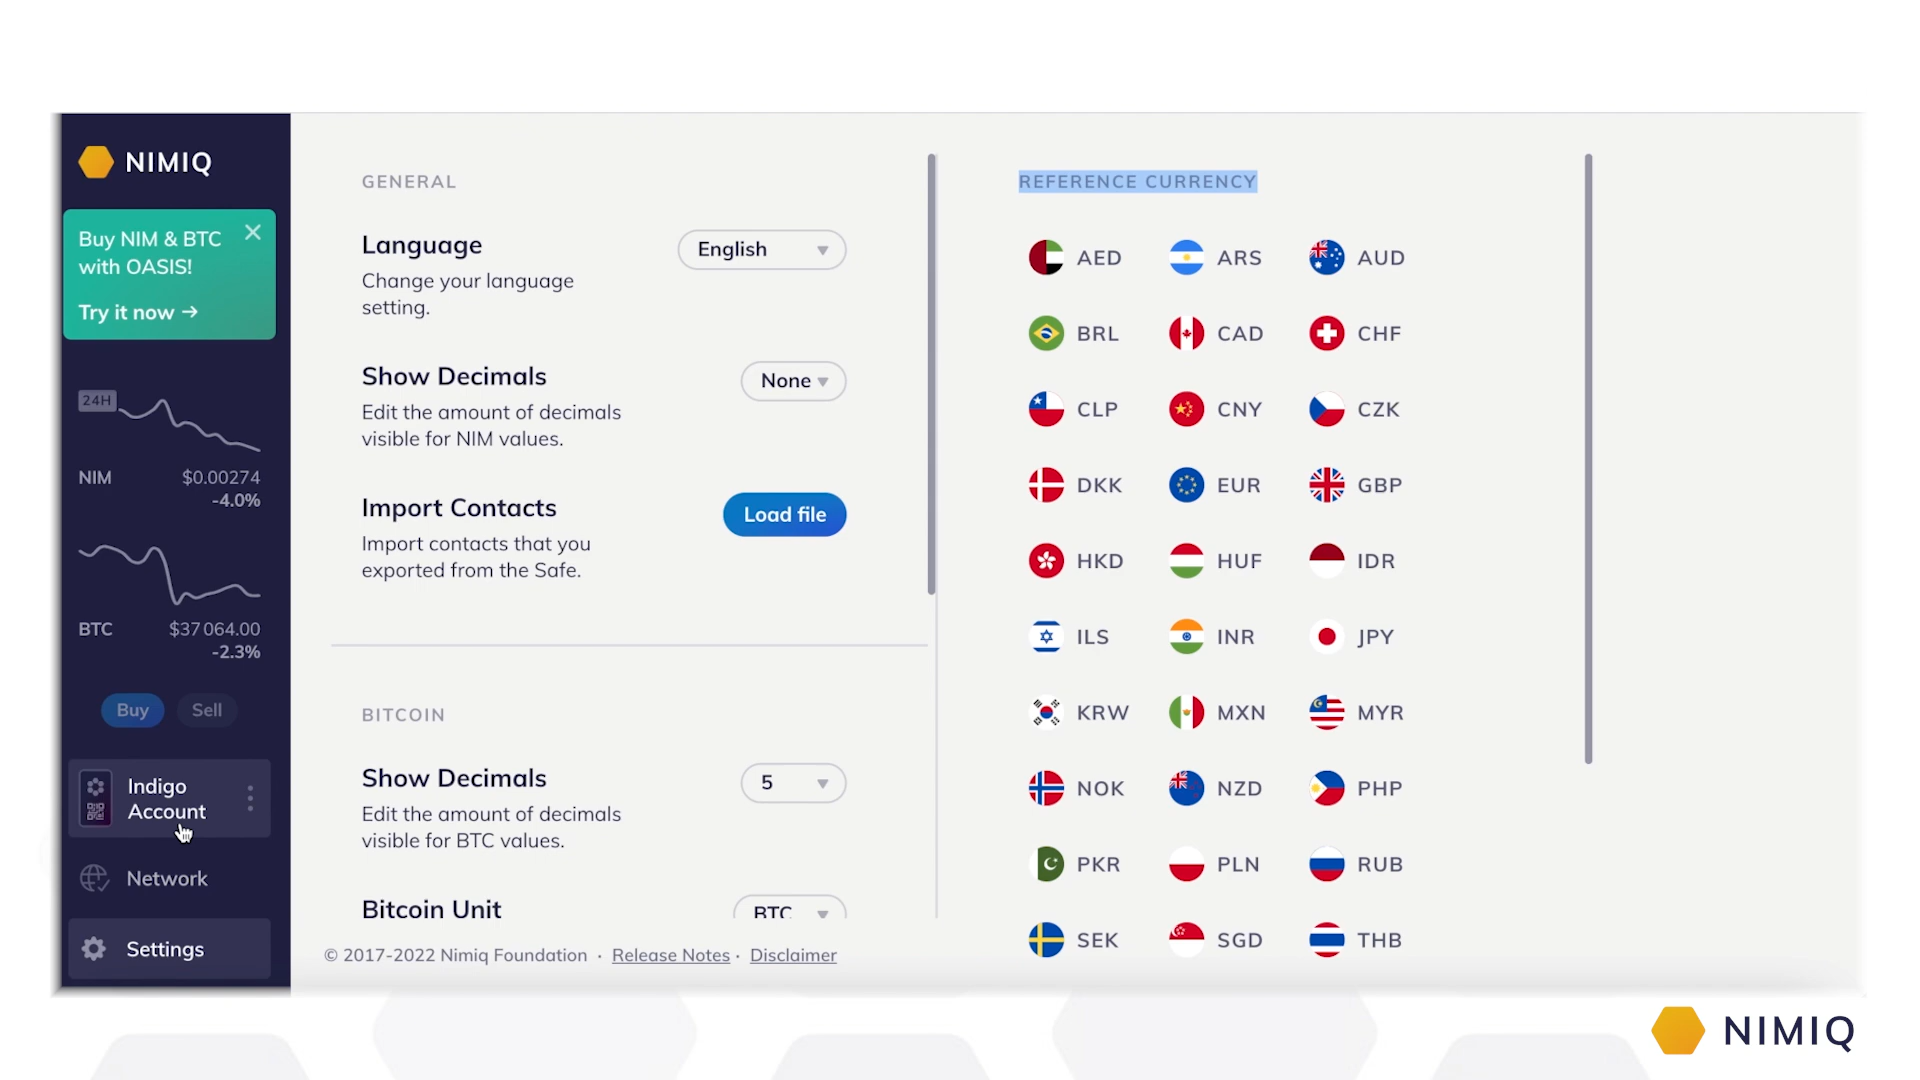 NIMIQ
Buy NIM & BTC
with OASIS!
Try it now →
24H
NIM $0.00274
-4.0%
BTC $37 064.00
-2.3%
Buy Sell
Indigo
Account
Network
Settings
GENERAL
Language English
Change your language
setting.
Show Decimals None
Edit the amount of decimals
visible for NIM values.
Import Contacts Load file
Import contacts that you
exported from the Safe.
BITCOIN
Show Decimals 5
Edit the amount of decimals
visible for BTC values.
Bitcoin Unit BTC
© 2017-2022 Nimiq Foundation · Release Notes · Disclaimer
REFERENCE CURRENCY
AED ARS AUD
BRL CAD CHF
CLP CNY CZK
DKK EUR GBP
HKD HUF IDR
ILS INR JPY
KRW MXN MYR
NOK NZD PHP
PKR PLN RUB
SEK SGD THB
NIMIQ